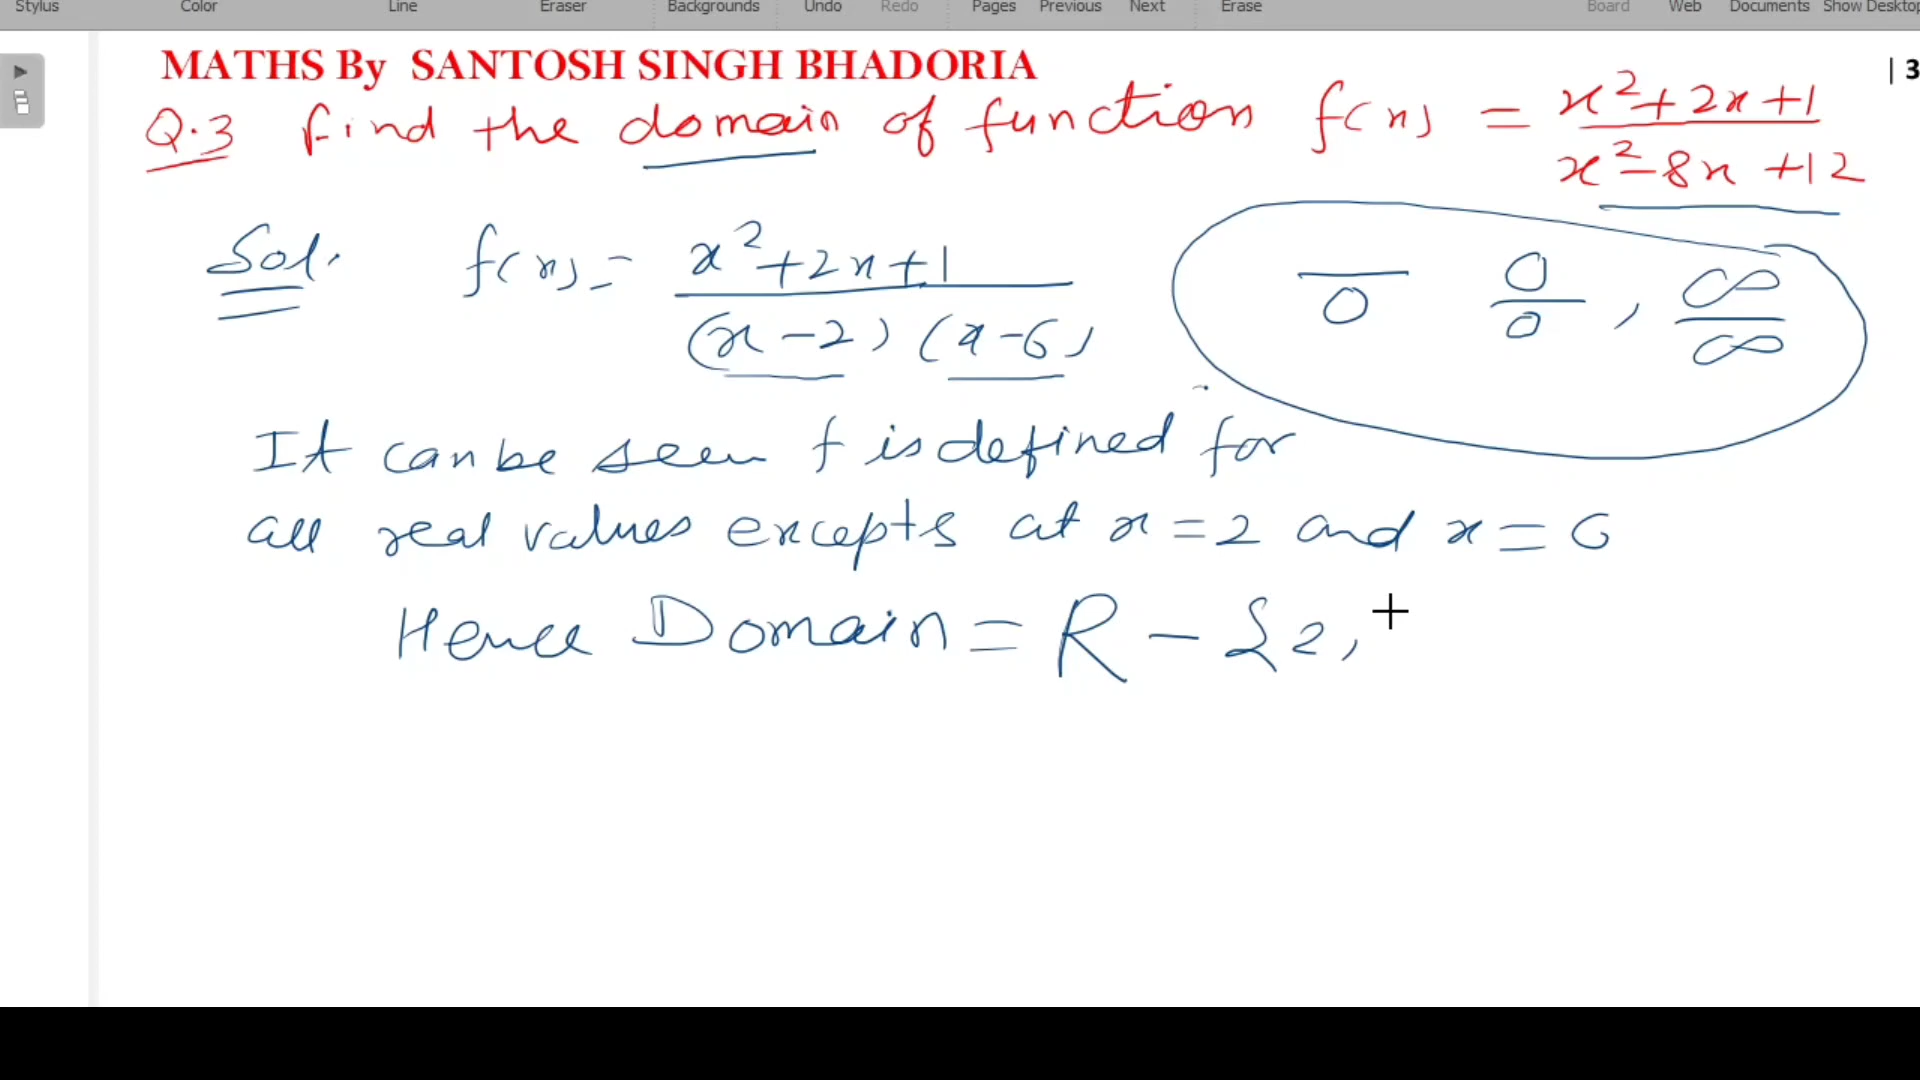 Stylus Color Line Eraser Backgrounds Undo Redo Pages Previous Next Erase Board Web Documents Show Desktop
MATHS By SANTOSH SINGH BHADORIA | 3
Q.3 find the domain of function f(x) = x²+2x+1 / x²-8x+12
Sol. f(x) = x²+2x+1 / (x-2)(x-6)
/0 0/0 , ∞/∞
It can be seen f is defined for
all real values excepts at x = 2 and x = 6
Hence Domain = R - {2,